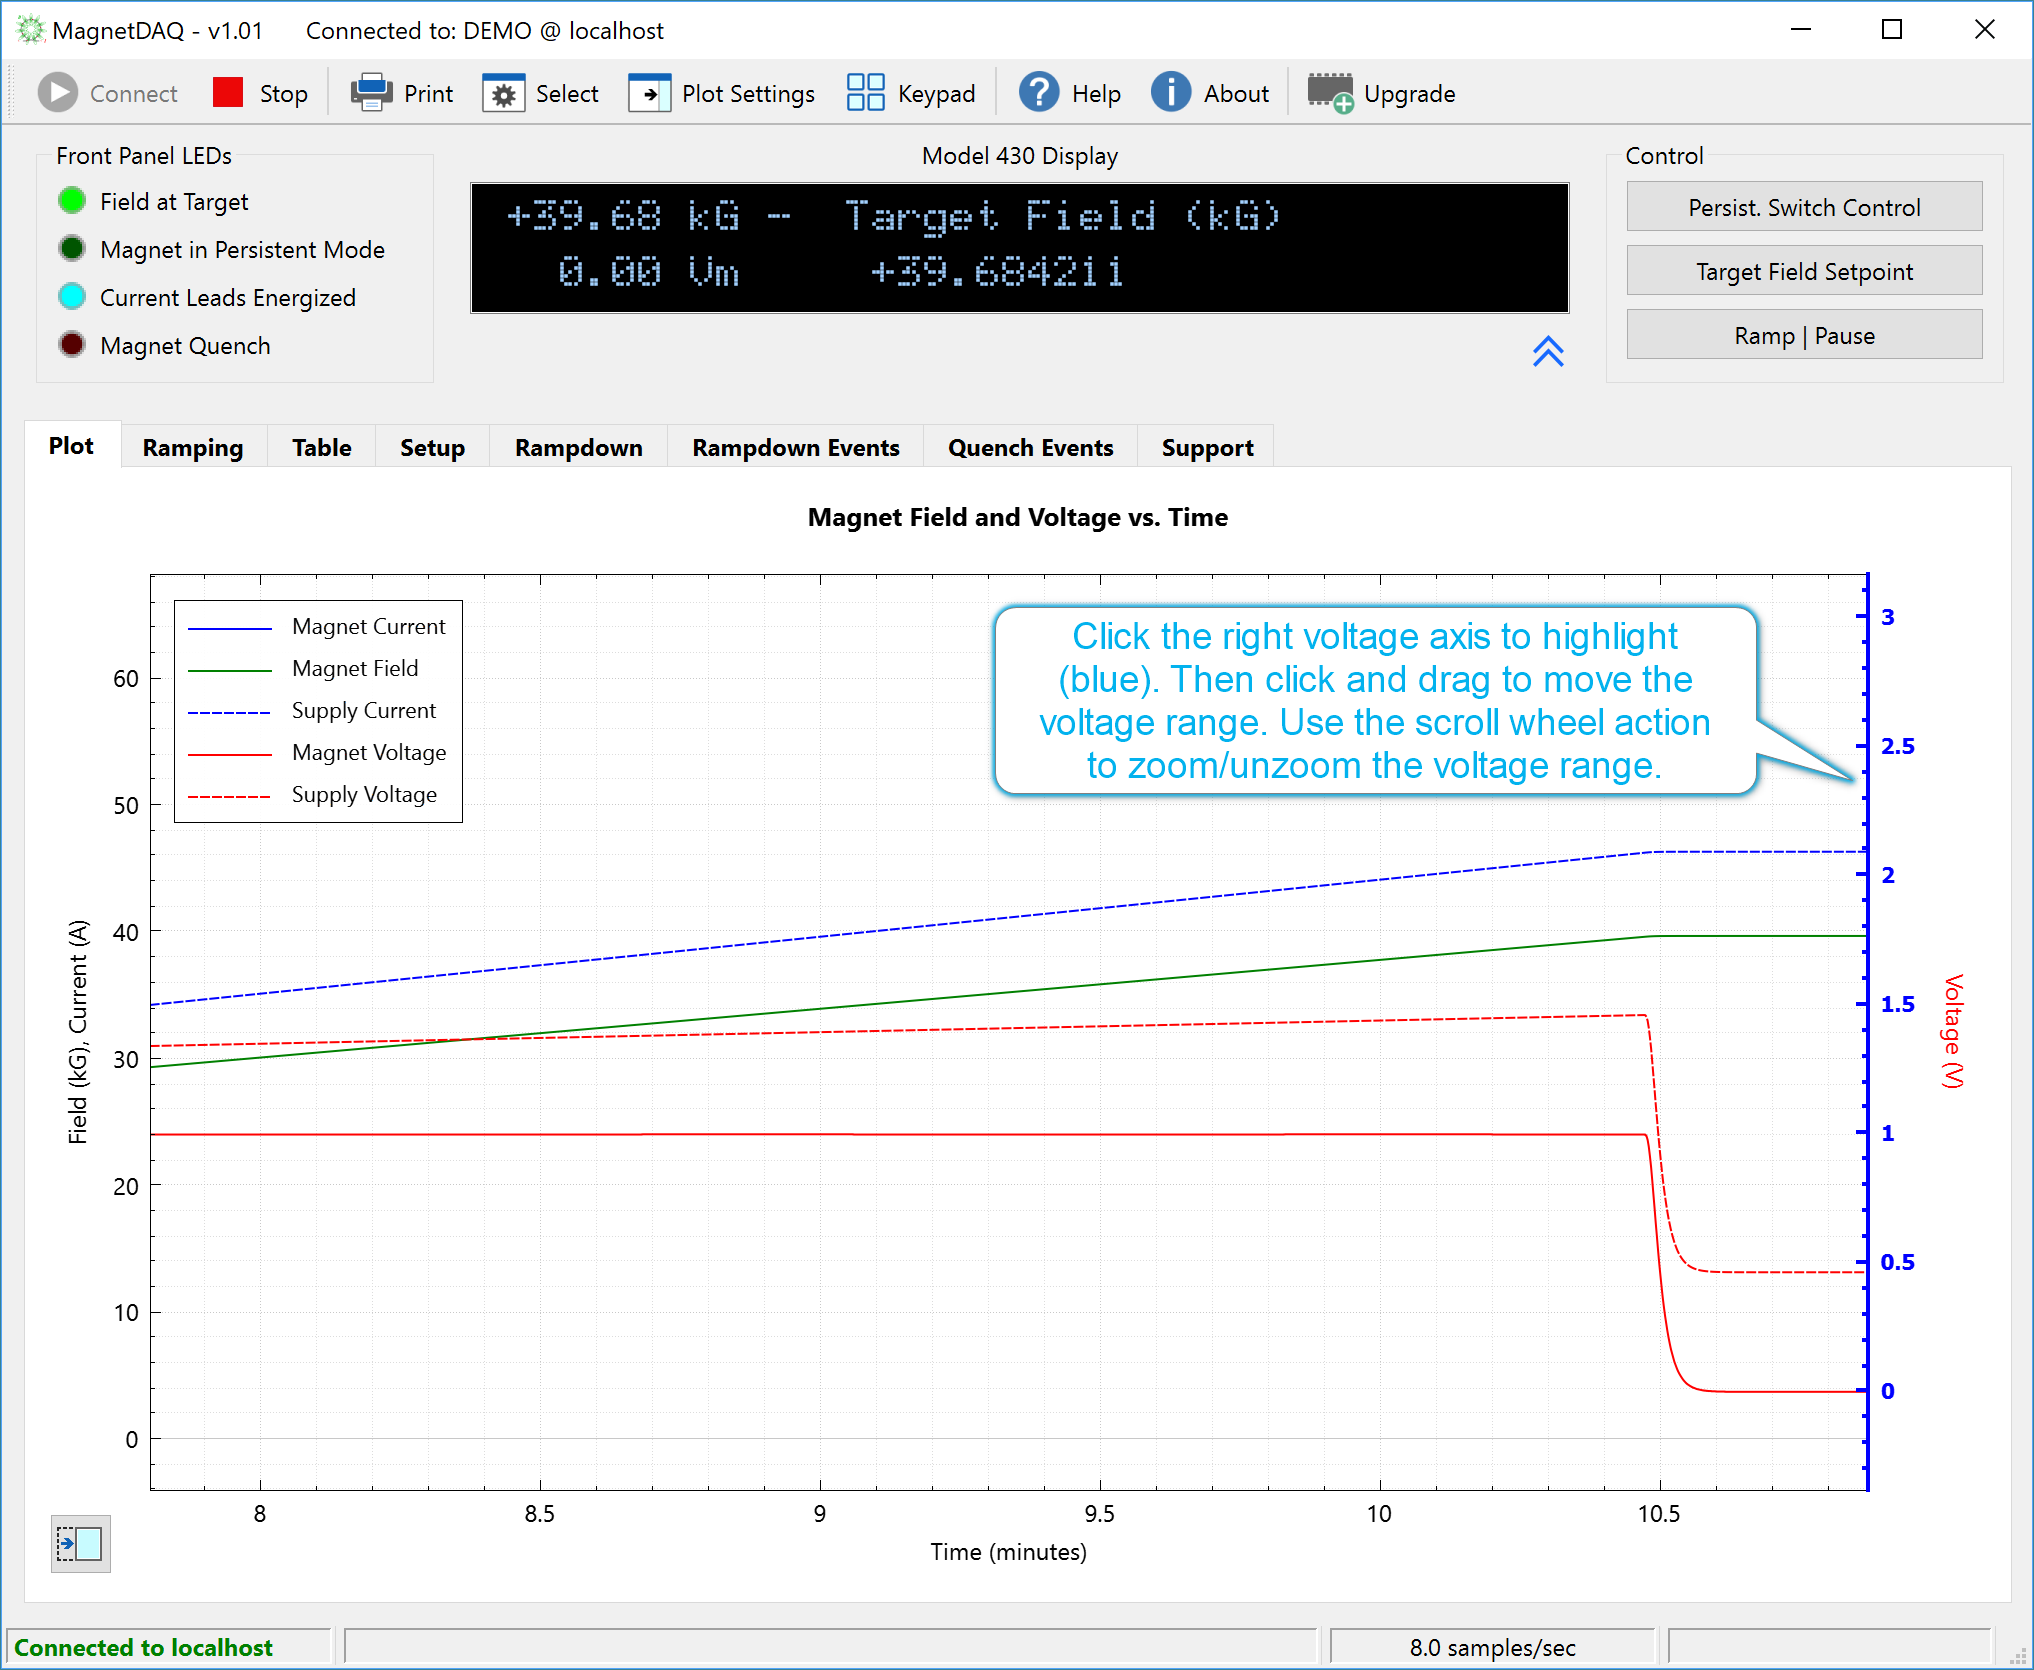 MagnetDAQ - v1.01 Connected to: DEMO @ localhost
Connect Stop Print Select Plot Settings Keypad Help About Upgrade
Front Panel LEDs
Field at Target
Magnet in Persistent Mode
Current Leads Energized
Magnet Quench
Model 430 Display
+39.68 kG - Target Field (kG)
0.00 Vm +39.684211
Control
Persist. Switch Control
Target Field Setpoint
Ramp | Pause
Plot Ramping Table Setup Rampdown Rampdown Events Quench Events Support
Magnet Field and Voltage vs. Time
Magnet Current
Magnet Field
Supply Current
Magnet Voltage
Supply Voltage
Click the right voltage axis to highlight
(blue). Then click and drag to move the
voltage range. Use the scroll wheel action
to zoom/unzoom the voltage range.
Field (kG), Current (A)
60
50
40
30
20
10
0
3
2.5
2
1.5
1
0.5
0
Voltage (V)
8 8.5 9 9.5 10 10.5
Time (minutes)
Connected to localhost 8.0 samples/sec